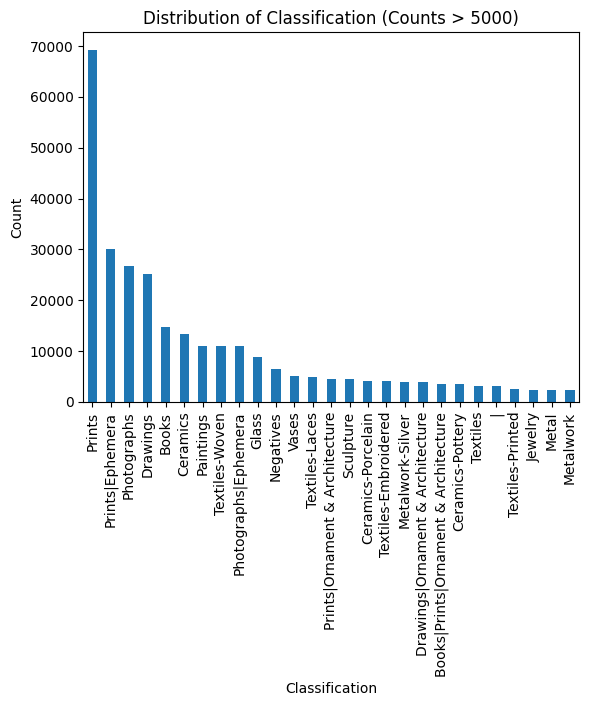 Distribution of Classification (Counts > 5000)
70000
60000
50000
40000
30000
20000
10000
0
Count
Prints
Prints|Ephemera
Photographs
Drawings
Books
Ceramics
Paintings
Textiles-Woven
Photographs|Ephemera
Glass
Negatives
Vases
Textiles-Laces
Prints|Ornament & Architecture
Sculpture
Ceramics-Porcelain
Textiles-Embroidered
Metalwork-Silver
Drawings|Ornament & Architecture
Books|Prints|Ornament & Architecture
Ceramics-Pottery
Textiles
|
Textiles-Printed
Jewelry
Metal
Metalwork
Classification